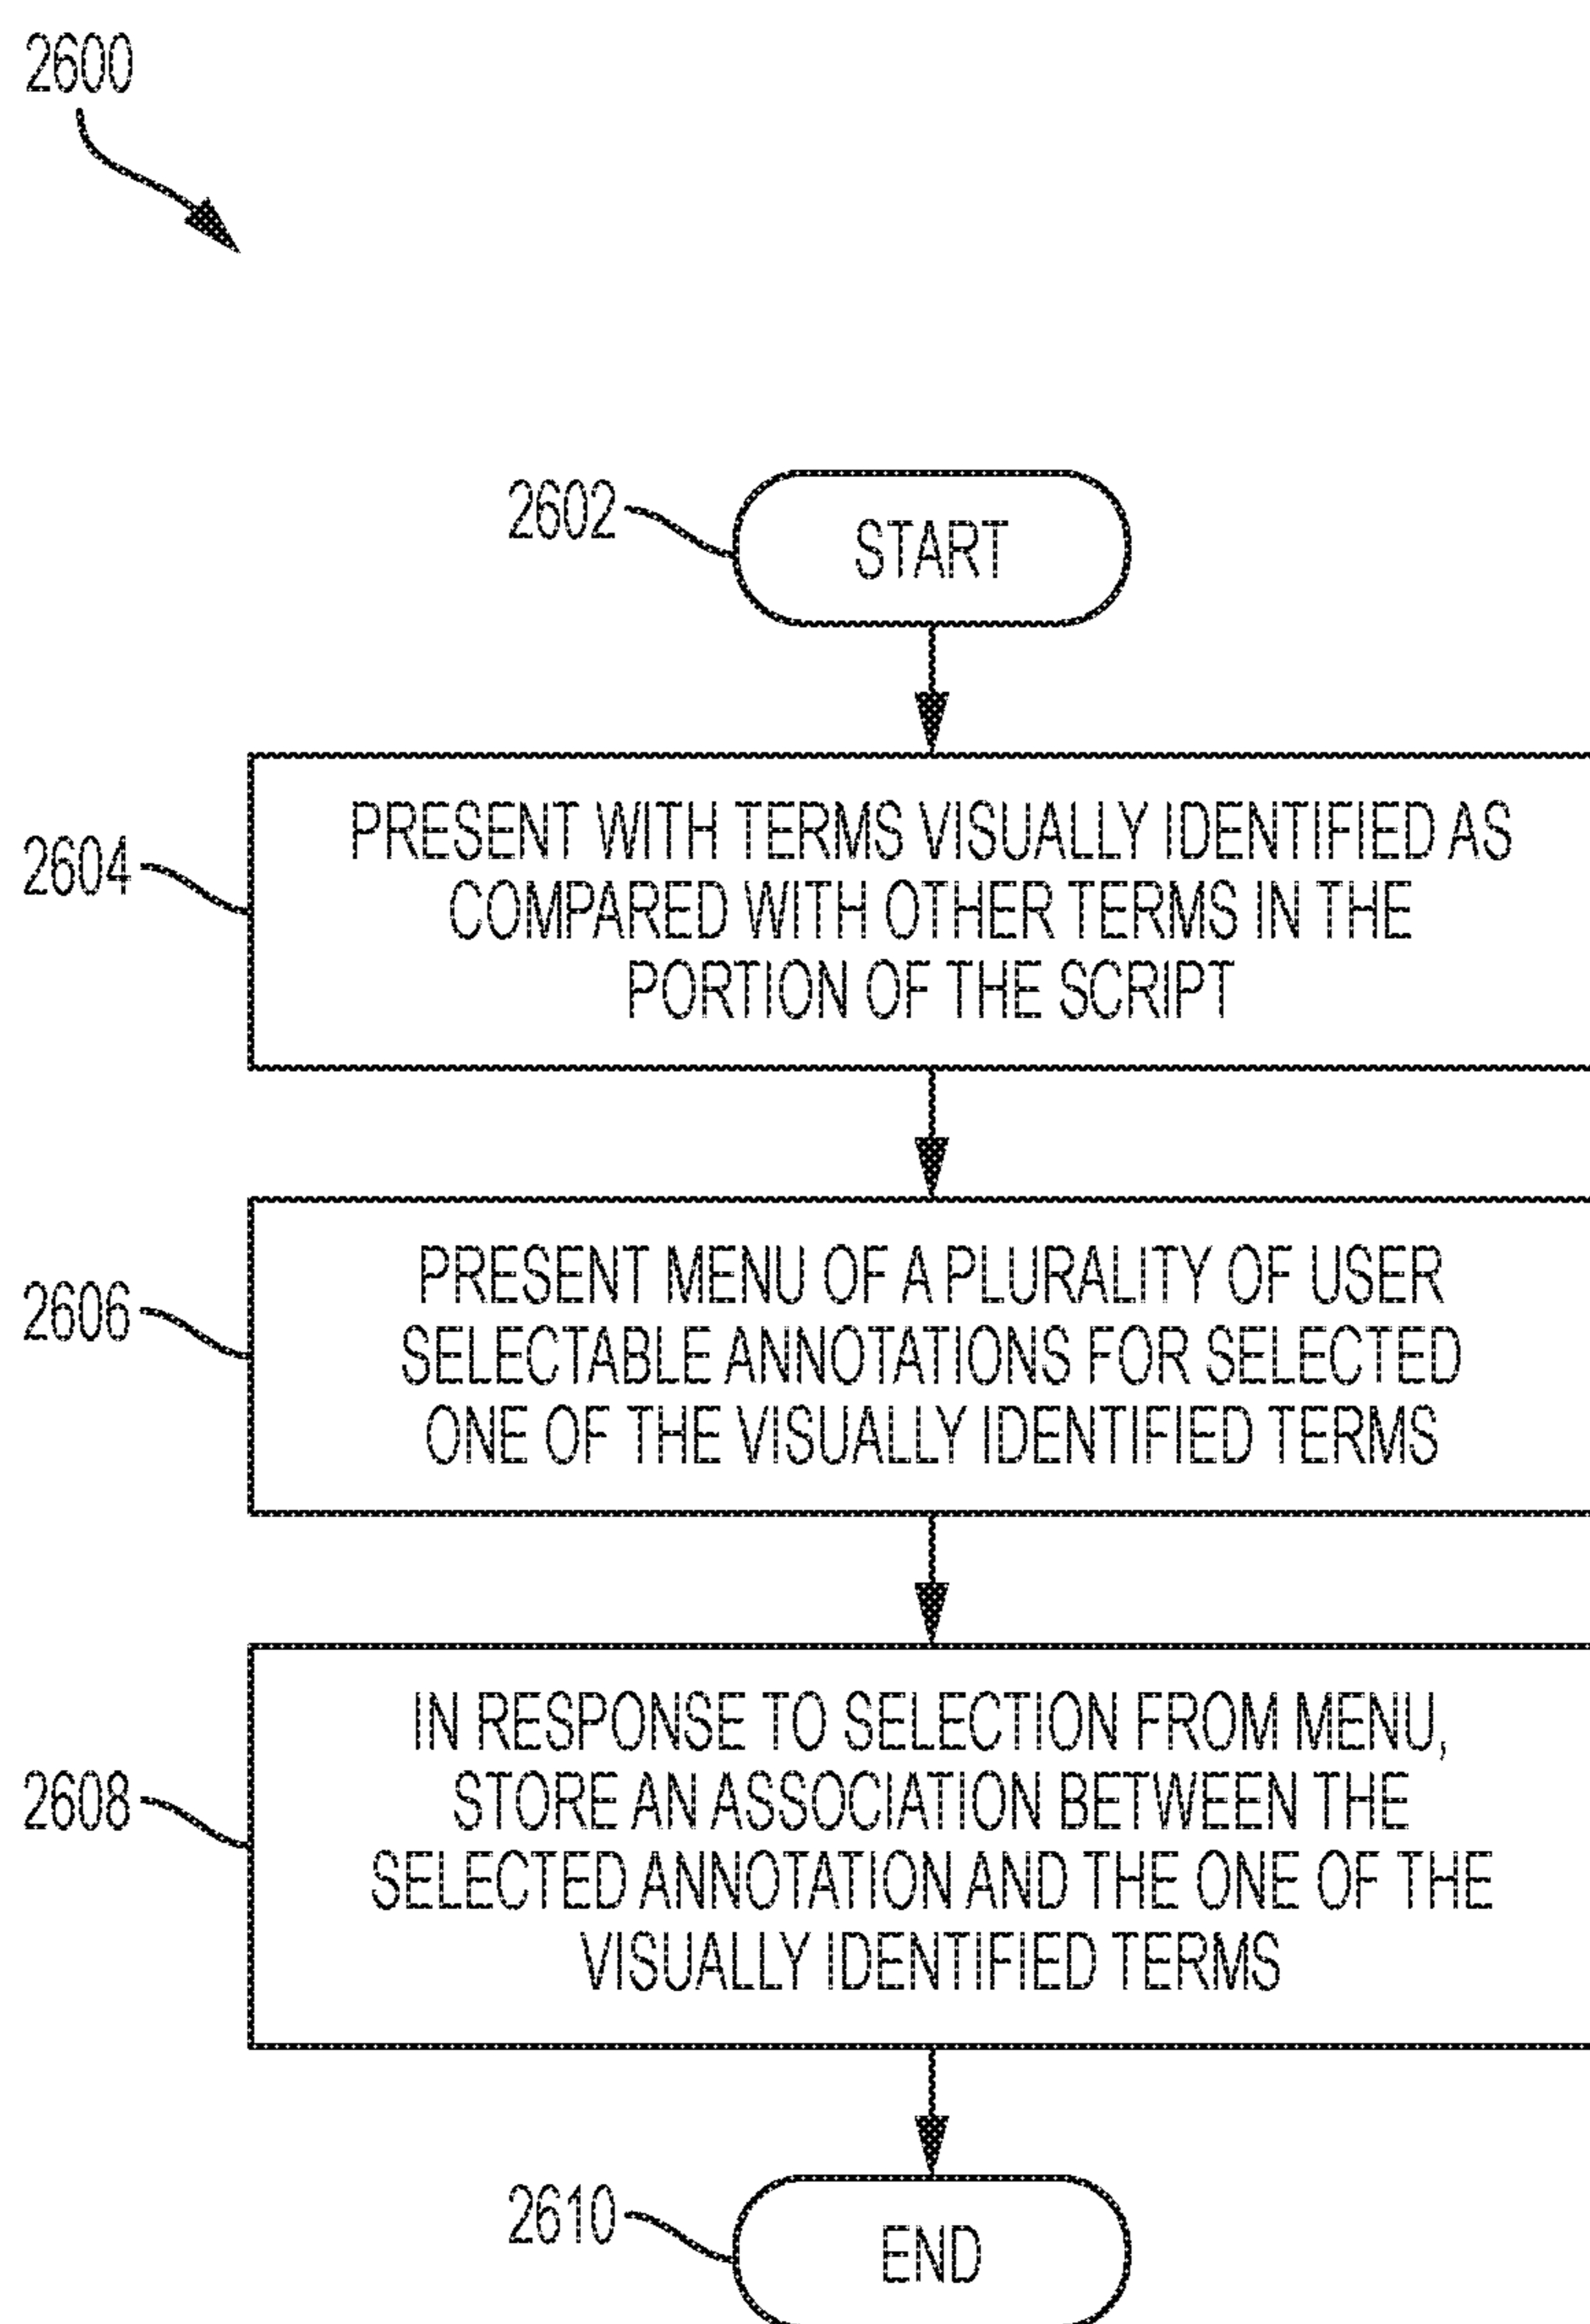 2600
2602
START
2604
PRESENT WITH TERMS VISUALLY IDENTIFIED AS
COMPARED WITH OTHER TERMS IN THE
PORTION OF THE SCRIPT
2606
PRESENT MENU OF A PLURALITY OF USER
SELECTABLE ANNOTATIONS FOR SELECTED
ONE OF THE VISUALLY IDENTIFIED TERMS
2608
IN RESPONSE TO SELECTION FROM MENU,
STORE AN ASSOCIATION BETWEEN THE
SELECTED ANNOTATION AND THE ONE OF THE
VISUALLY IDENTIFIED TERMS
2610
END